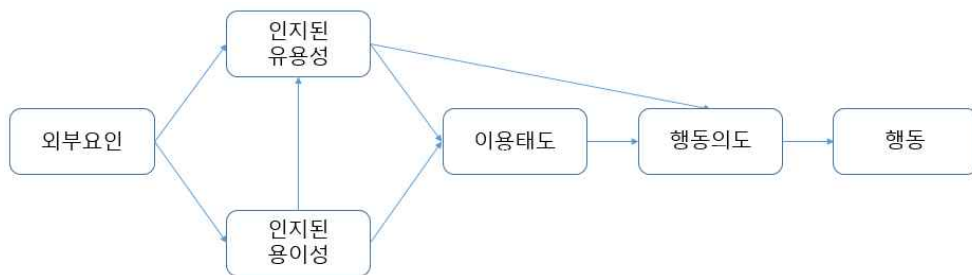 인지된
유용성
외부요인
이용태도
행동의도
행동
인지된
용이성